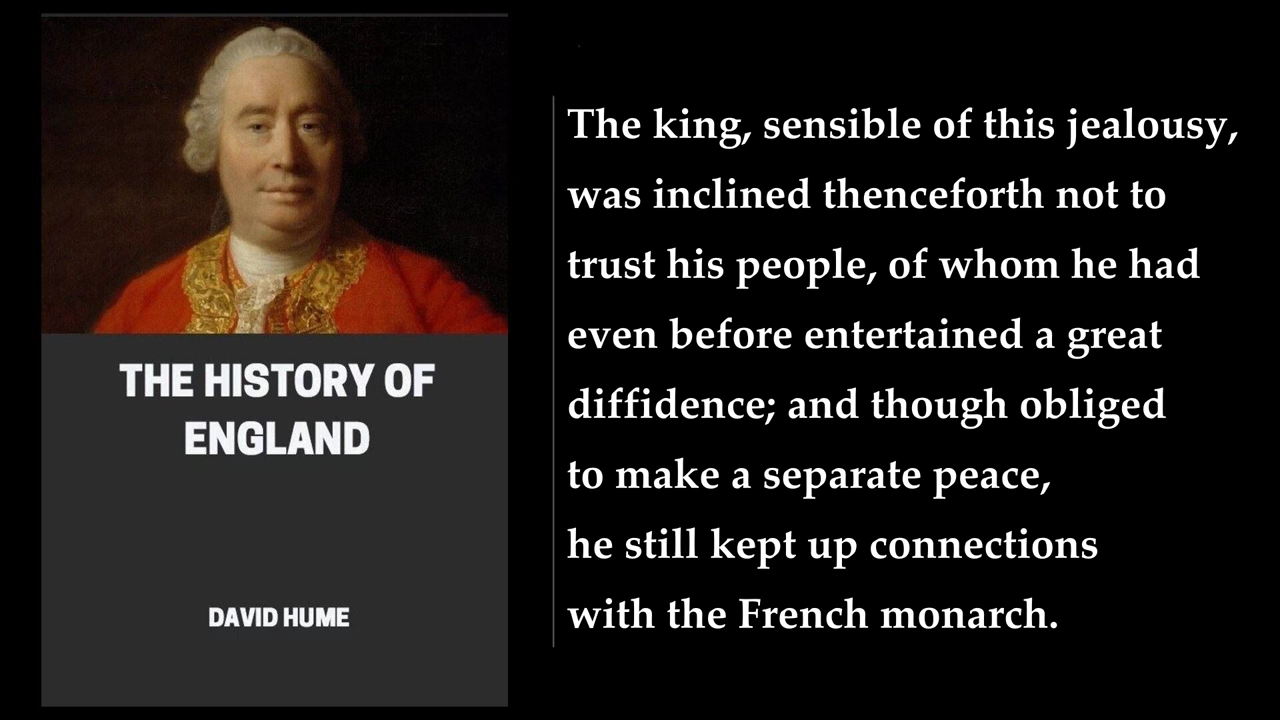 THE HISTORY OF
ENGLAND
DAVID HUME
The king, sensible of this jealousy,
was inclined thenceforth not to
trust his people, of whom he had
even before entertained a great
diffidence; and though obliged
to make a separate peace,
he still kept up connections
with the French monarch.